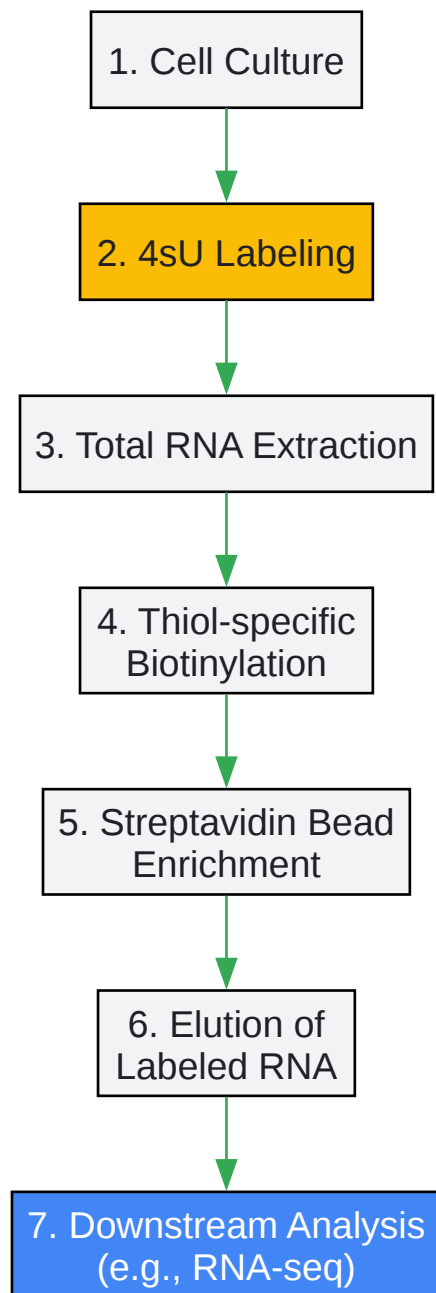 1. Cell Culture
2. 4sU Labeling
3. Total RNA Extraction
4. Thiol-specific
Biotinylation
5. Streptavidin Bead
Enrichment
6. Elution of
Labeled RNA
7. Downstream Analysis
(e.g., RNA-seq)